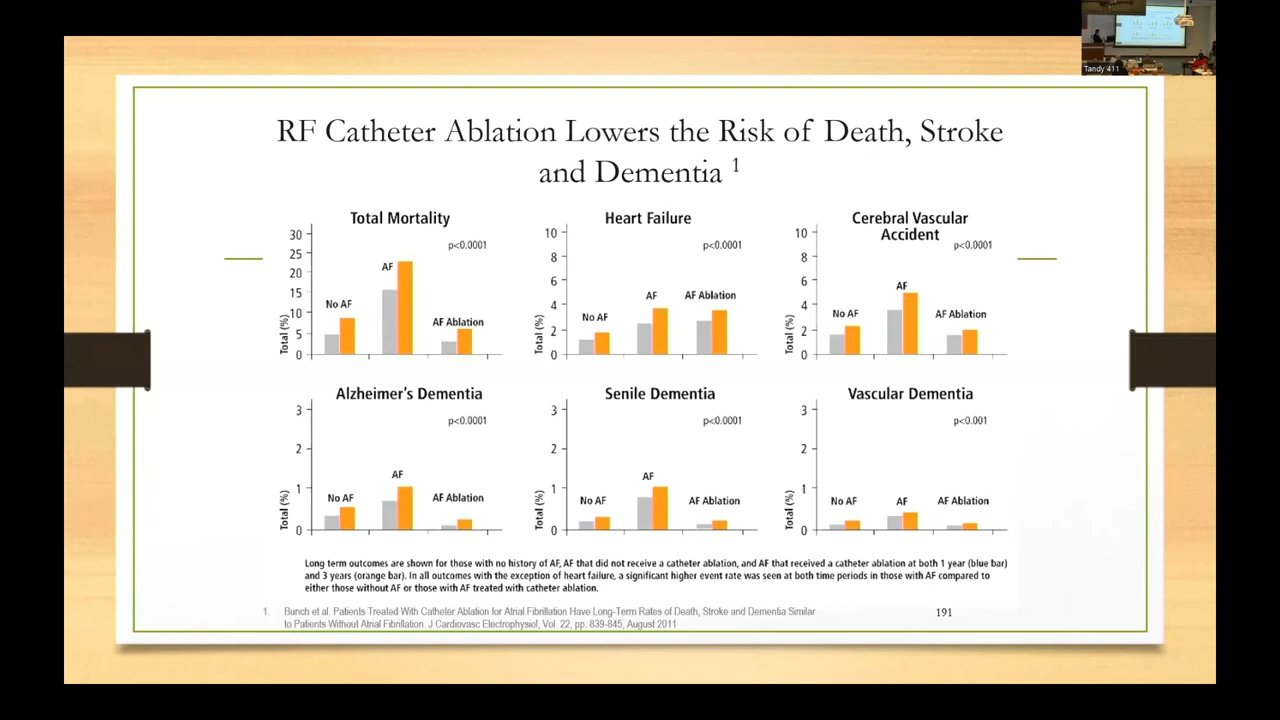 Tandy 411
RF Catheter Ablation Lowers the Risk of Death, Stroke
and Dementia 1
Total Mortality
p<0.0001
30
25
20
15
10
5
0
Total (%)
No AF
AF
AF Ablation
Heart Failure
p<0.0001
10
8
6
4
2
0
Total (%)
No AF
AF
AF Ablation
Cerebral Vascular
Accident
p<0.0001
10
8
6
4
2
0
Total (%)
No AF
AF
AF Ablation
Alzheimer's Dementia
p<0.0001
3
2
1
0
Total (%)
No AF
AF
AF Ablation
Senile Dementia
p<0.0001
3
2
1
0
Total (%)
No AF
AF
AF Ablation
Vascular Dementia
p<0.001
3
2
1
0
Total (%)
No AF
AF
AF Ablation
Long term outcomes are shown for those with no history of AF, AF that did not receive a catheter ablation, and AF that received a catheter ablation at both 1 year (blue bar)
and 3 years (orange bar). In all outcomes with the exception of heart failure, a significant higher event rate was seen at both time periods in those with AF compared to
either those without AF or those with AF treated with catheter ablation.
1. Bunch et al. Patients Treated With Catheter Ablation for Atrial Fibrillation Have Long-Term Rates of Death, Stroke and Dementia Similar
to Patients Without Atrial Fibrillation. J Cardiovasc Electrophysiol, Vol. 22, pp. 839-845, August 2011
191